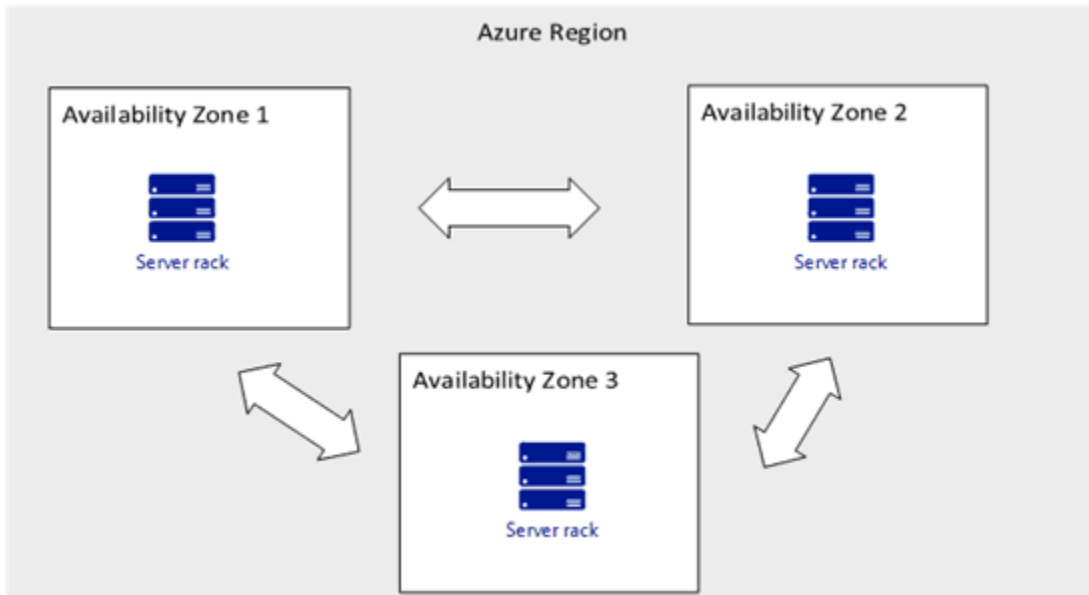 Azure Region
Availability Zone 1
Availability Zone 2
Server rack
Server rack
Availability Zone 3
Server rack